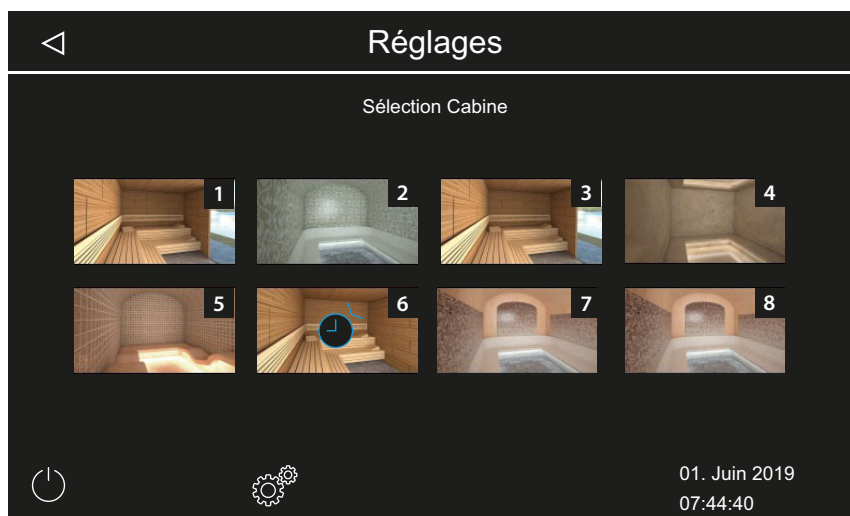 Réglages
Sélection Cabine
1 2 3 4
5 6 7 8
01. Juin 2019
07:44:40